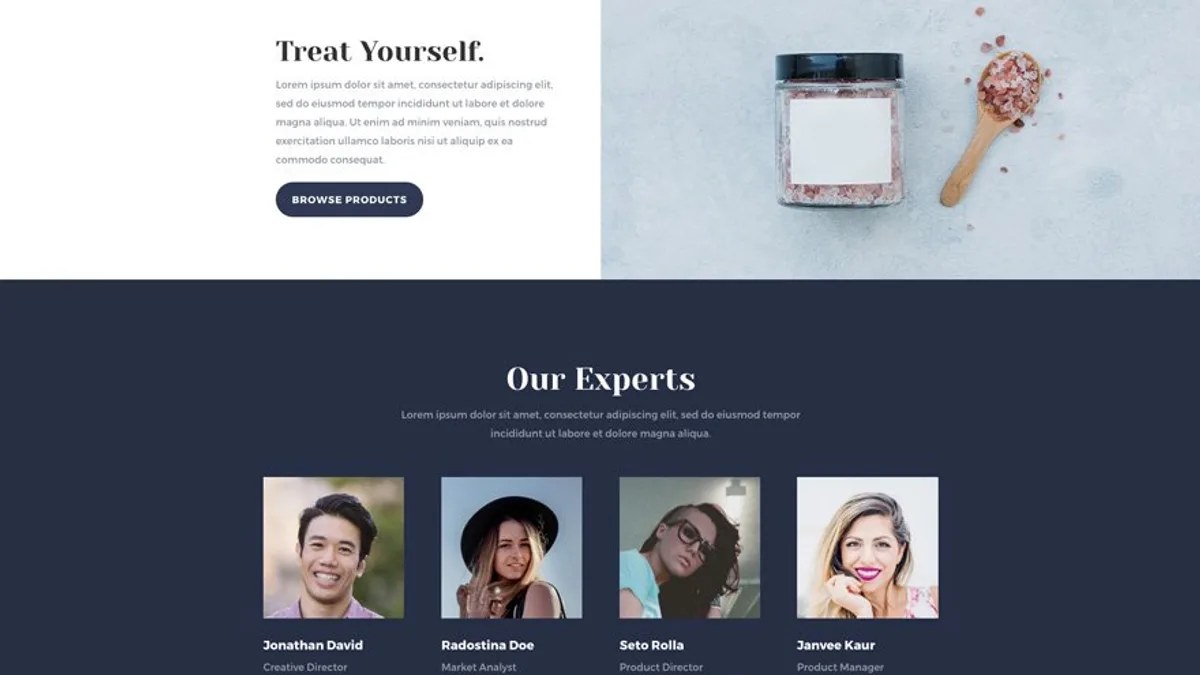 Treat Yourself.
Lorem ipsum dolor sit amet, consectetur adipiscing elit,
sed do eiusmod tempor incididunt ut labore et dolore
magna aliqua. Ut enim ad minim veniam, quis nostrud
exercitation ullamco laboris nisi ut aliquip ex ea
commodo consequat.
BROWSE PRODUCTS
Our Experts
Lorem ipsum dolor sit amet, consectetur adipiscing elit, sed do eiusmod tempor
incididunt ut labore et dolore magna aliqua.
Jonathan David
Creative Director
Radostina Doe
Market Analyst
Seto Rolla
Product Director
Janvee Kaur
Product Manager